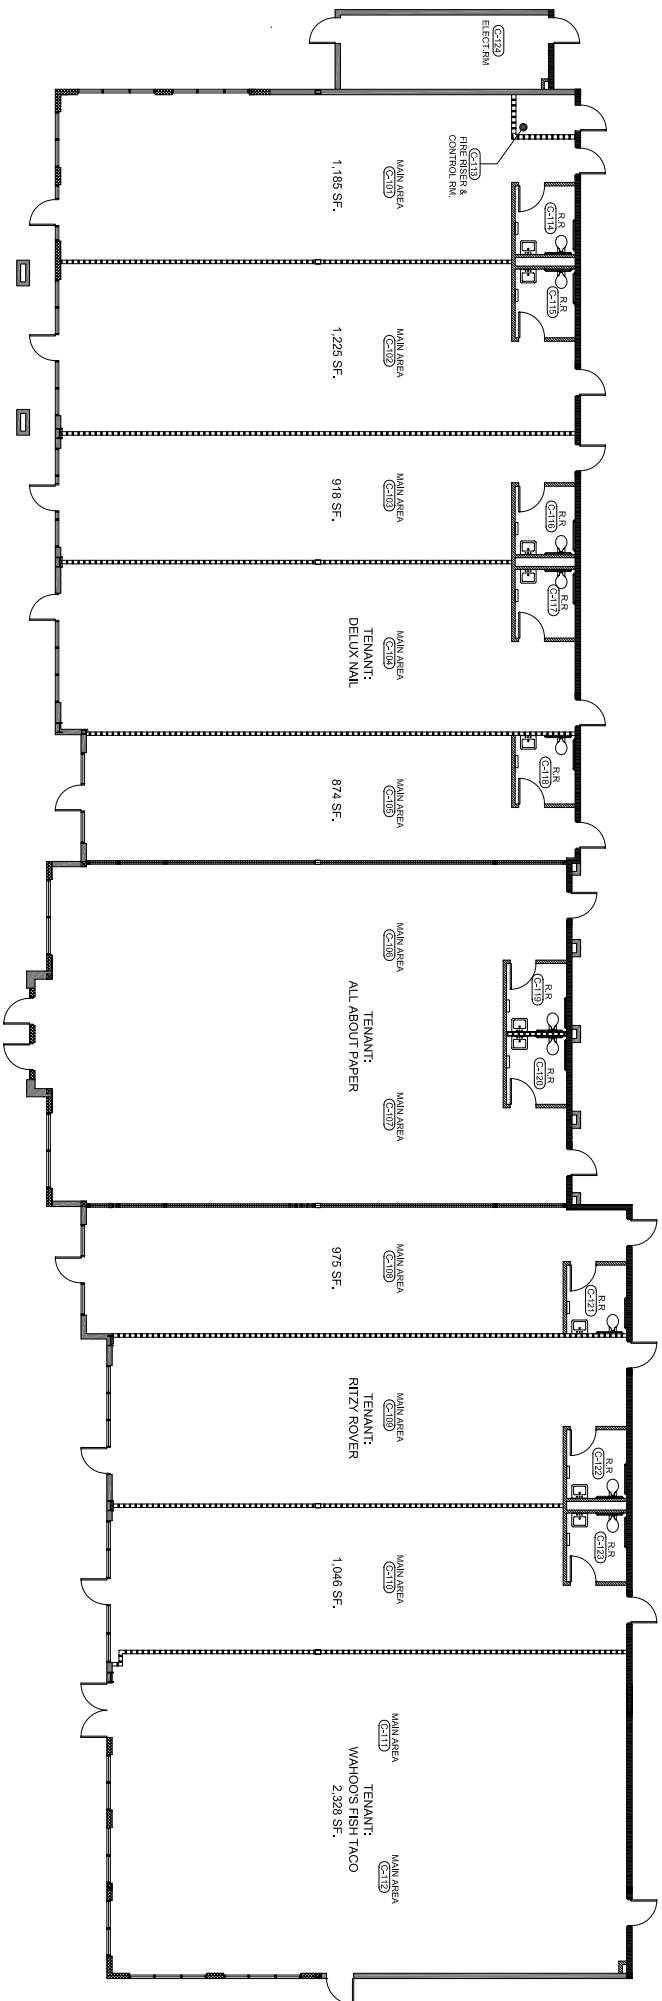 C-124
ELECT.RM
C-113
FIRE RISER &
CONTROL RM.
MAIN AREA
C-101
1,185 SF.
R.R
C-114
R.R
C-115
MAIN AREA
C-102
1,225 SF.
MAIN AREA
C-103
918 SF.
R.R
C-116
R.R
C-117
MAIN AREA
C-104
TENANT:
DELUX NAIL
R.R
C-118
MAIN AREA
C-105
874 SF.
MAIN AREA
C-106
R.R
C-119
R.R
C-120
TENANT:
ALL ABOUT PAPER
MAIN AREA
C-107
MAIN AREA
C-108
975 SF.
R.R
C-121
MAIN AREA
C-109
TENANT:
RITZY ROVER
R.R
C-122
R.R
C-123
MAIN AREA
C-110
1,046 SF.
MAIN AREA
C-111
TENANT:
WAHOO'S FISH TACO
2,328 SF.
MAIN AREA
C-112